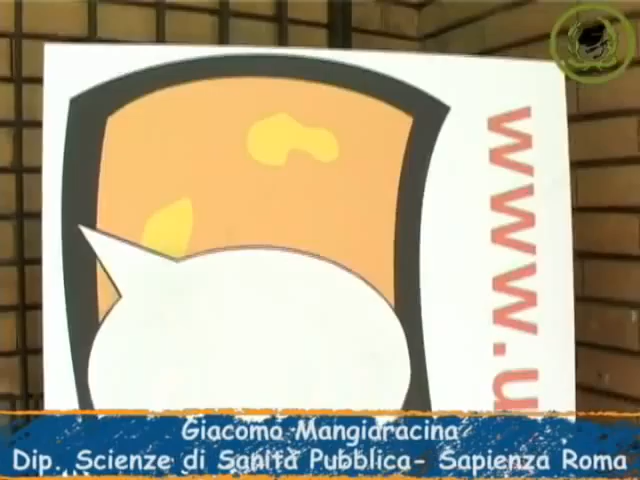 www.u
Giacomo Mangiaracina
Dip. Scienze di Sanità Pubblica- Sapienza Roma